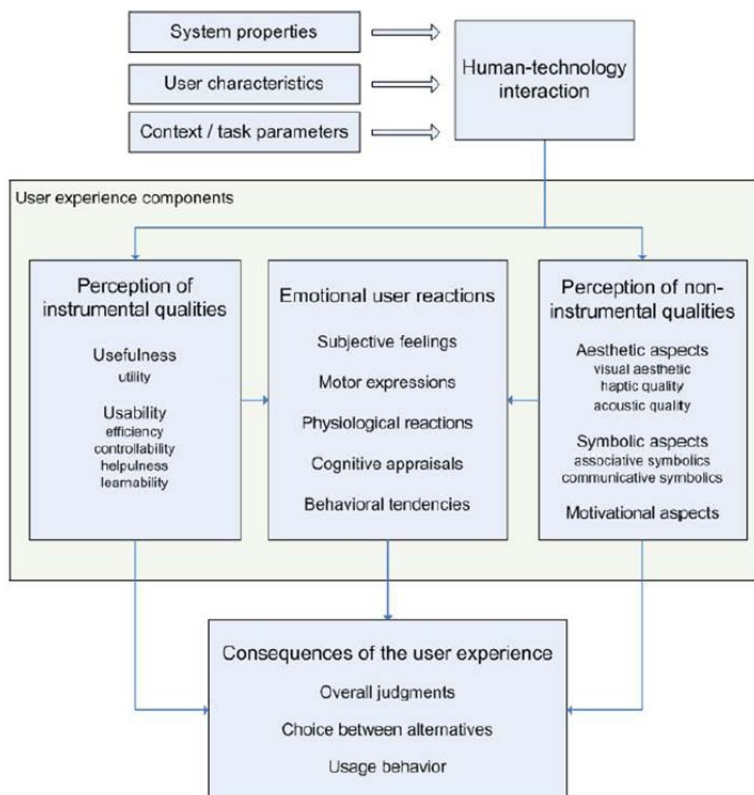 System properties
User characteristics
Context / task parameters
Human-technology
interaction
User experience components
Perception of
instrumental qualities
Usefulness
utility
Usability
efficiency
controllability
helpulness
learnability
Emotional user reactions
Subjective feelings
Motor expressions
Physiological reactions
Cognitive appraisals
Behavioral tendencies
Perception of non-
instrumental qualities
Aesthetic aspects
visual aesthetic
haptic quality
acoustic quality
Symbolic aspects
associative symbolics
communicative symbolics
Motivational aspects
Consequences of the user experience
Overall judgments
Choice between alternatives
Usage behavior